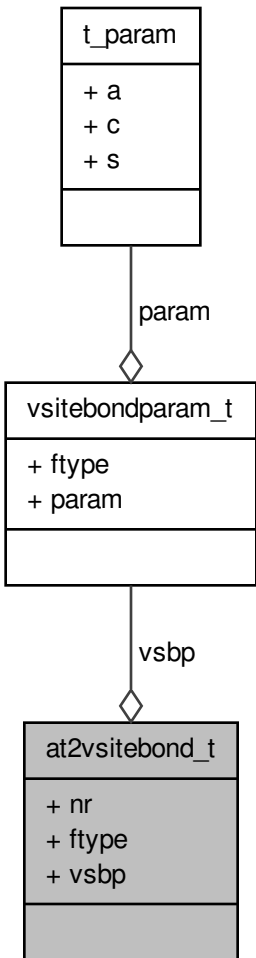 t_param
+ a
+ c
+ s
param
vsitebondparam_t
+ ftype
+ param
vsbp
at2vsitebond_t
+ nr
+ ftype
+ vsbp